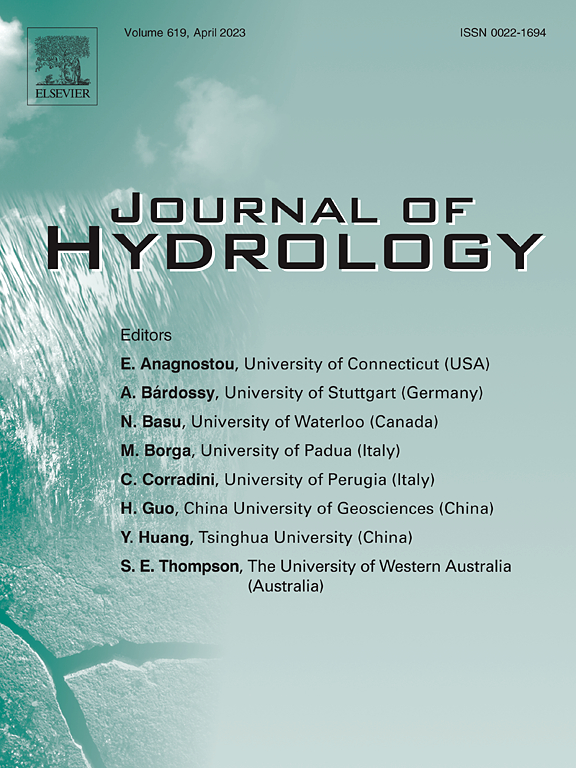 Volume 619, April 2023
ISSN 0022-1694
ELSEVIER
JOURNAL OF
HYDROLOGY
Editors
E. Anagnostou, University of Connecticut (USA)
A. Bárdossy, University of Stuttgart (Germany)
N. Basu, University of Waterloo (Canada)
M. Borga, University of Padua (Italy)
C. Corradini, University of Perugia (Italy)
H. Guo, China University of Geosciences (China)
Y. Huang, Tsinghua University (China)
S. E. Thompson, The University of Western Australia
(Australia)